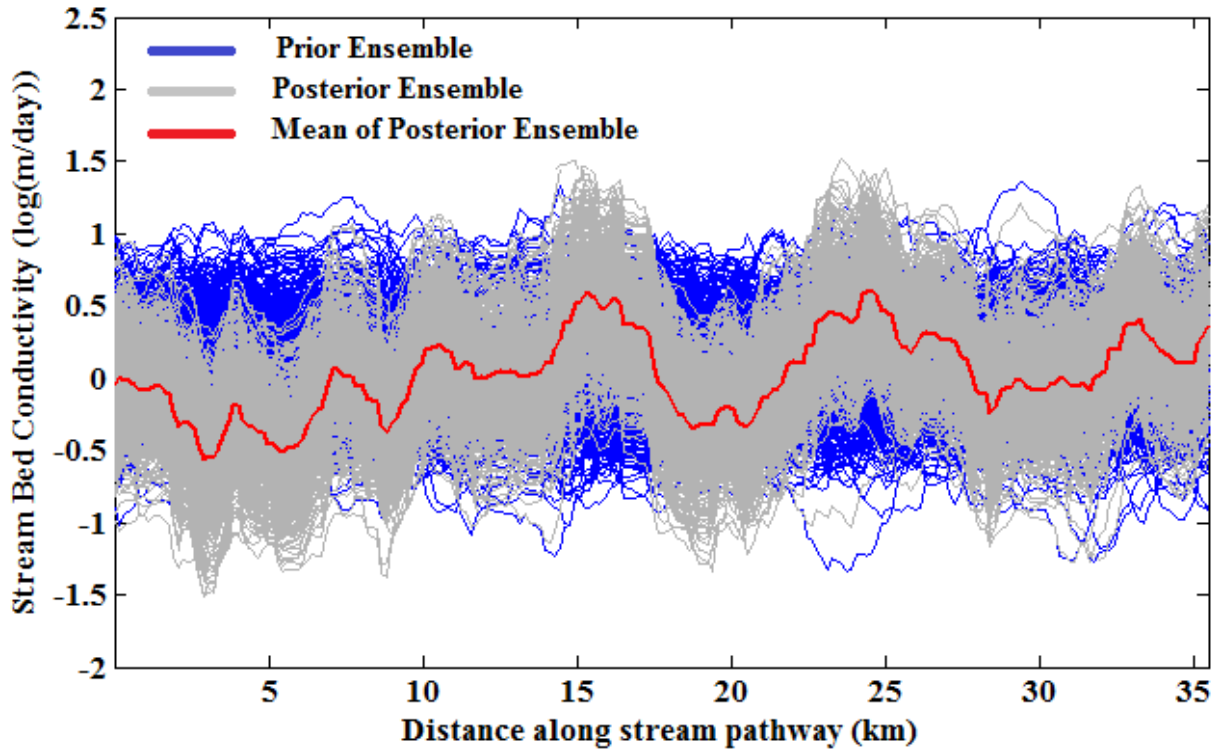 2.5
2
1.5
1
0.5
0
-0.5
-1
-1.5
-2
Stream Bed Conductivity (log(m/day))
Prior Ensemble
Posterior Ensemble
Mean of Posterior Ensemble
5 10 15 20 25 30 35
Distance along stream pathway (km)